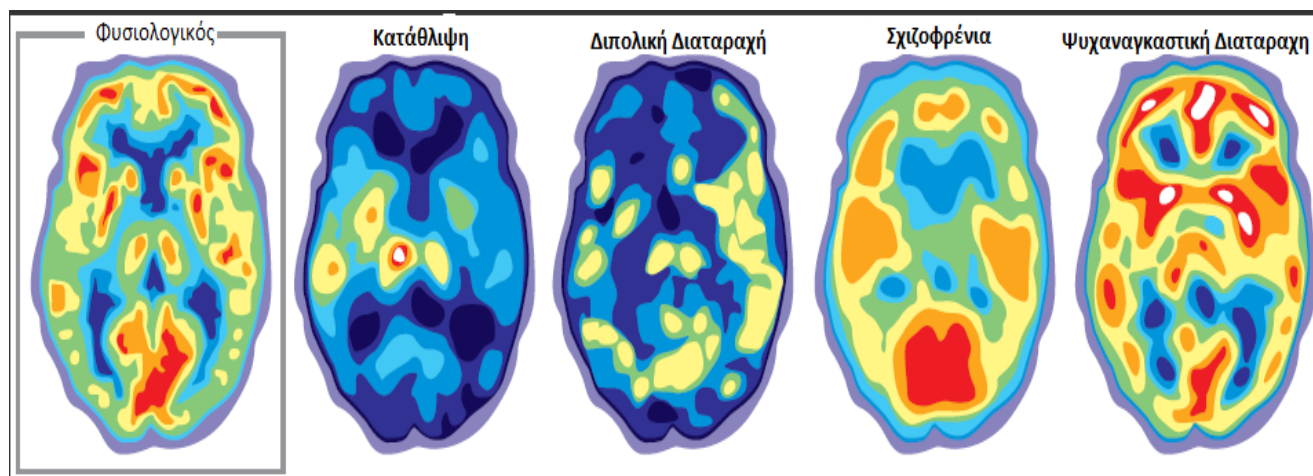 Φυσιολογικός
Κατάθλιψη
Διπολική Διαταραχή
Σχιζοφρένια
Ψυχαναγκαστική Διαταραχη